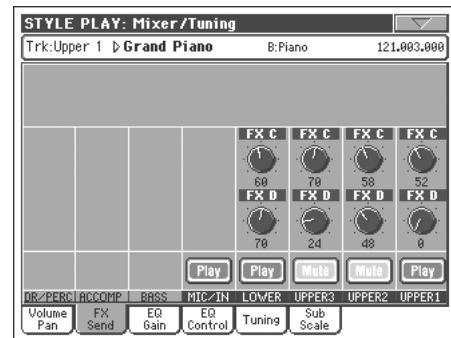 STYLE PLAY: Mixer/Tuning
Trk:Upper 1 ▷Grand Piano B:Piano 121.003.000
FX C FX C FX C FX C
60 70 58 52
FX D FX D FX D FX D
70 24 48 0
Play Play Mute Mute Play
DR/PERC ACCOMP BASS MIC/IN LOWER UPPER3 UPPER2 UPPER1
Volume Pan FX Send EQ Gain EQ Control Tuning Sub Scale